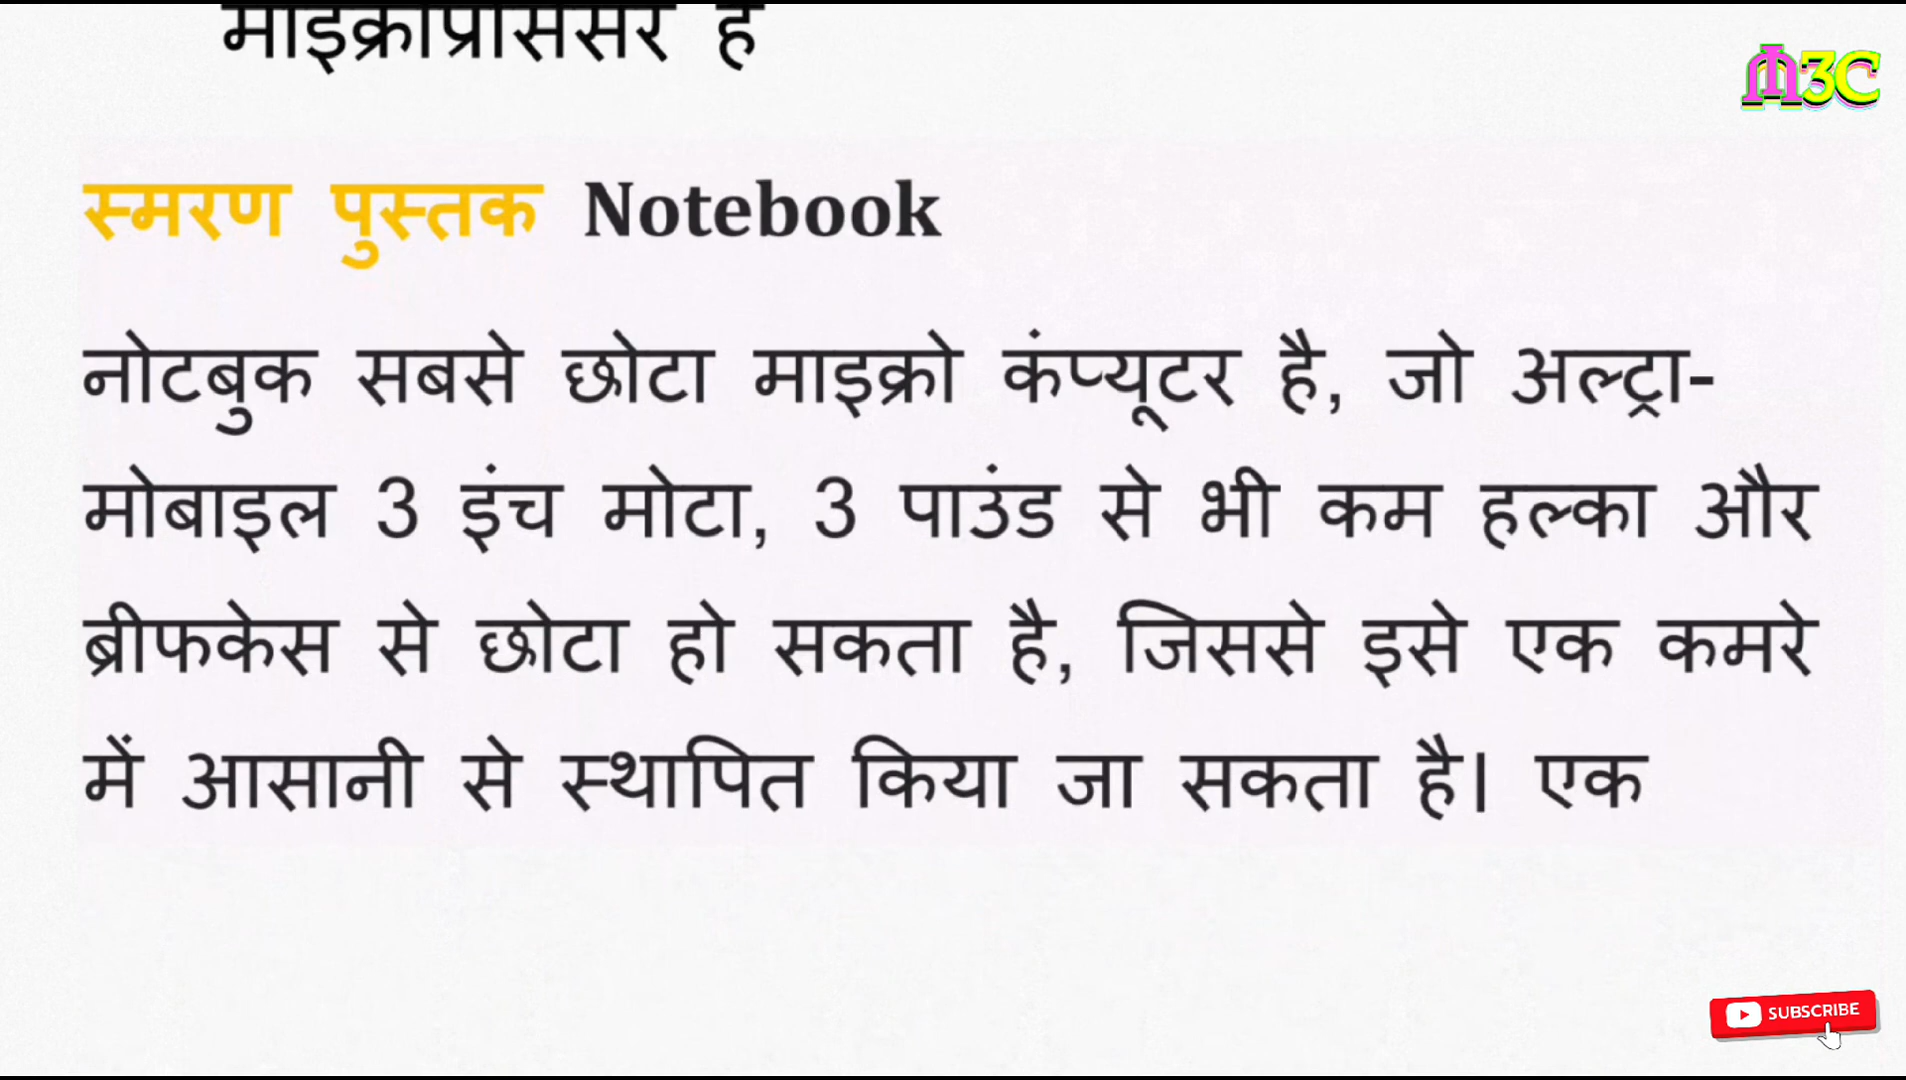 माइक्रोप्रोसेसर है
M3C
स्मरण पुस्तक Notebook
नोटबुक सबसे छोटा माइक्रो कंप्यूटर है, जो अल्ट्रा-
मोबाइल 3 इंच मोटा, 3 पाउंड से भी कम हल्का और
ब्रीफकेस से छोटा हो सकता है, जिससे इसे एक कमरे
में आसानी से स्थापित किया जा सकता है। एक
SUBSCRIBE